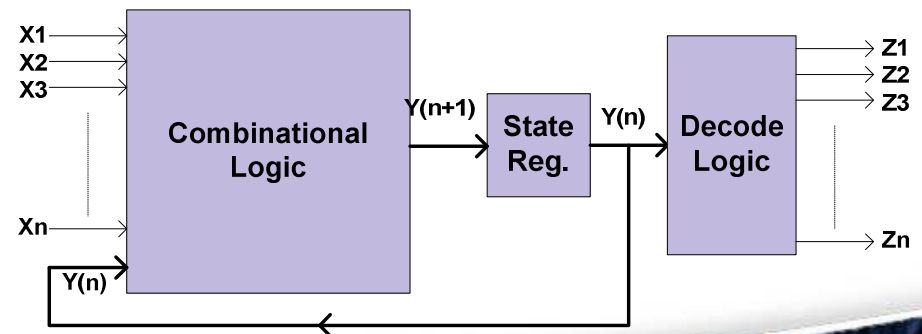 X1
X2
X3
Xn
Y(n)
Combinational
Logic
Y(n+1)
State
Reg.
Y(n)
Decode
Logic
Z1
Z2
Z3
Zn